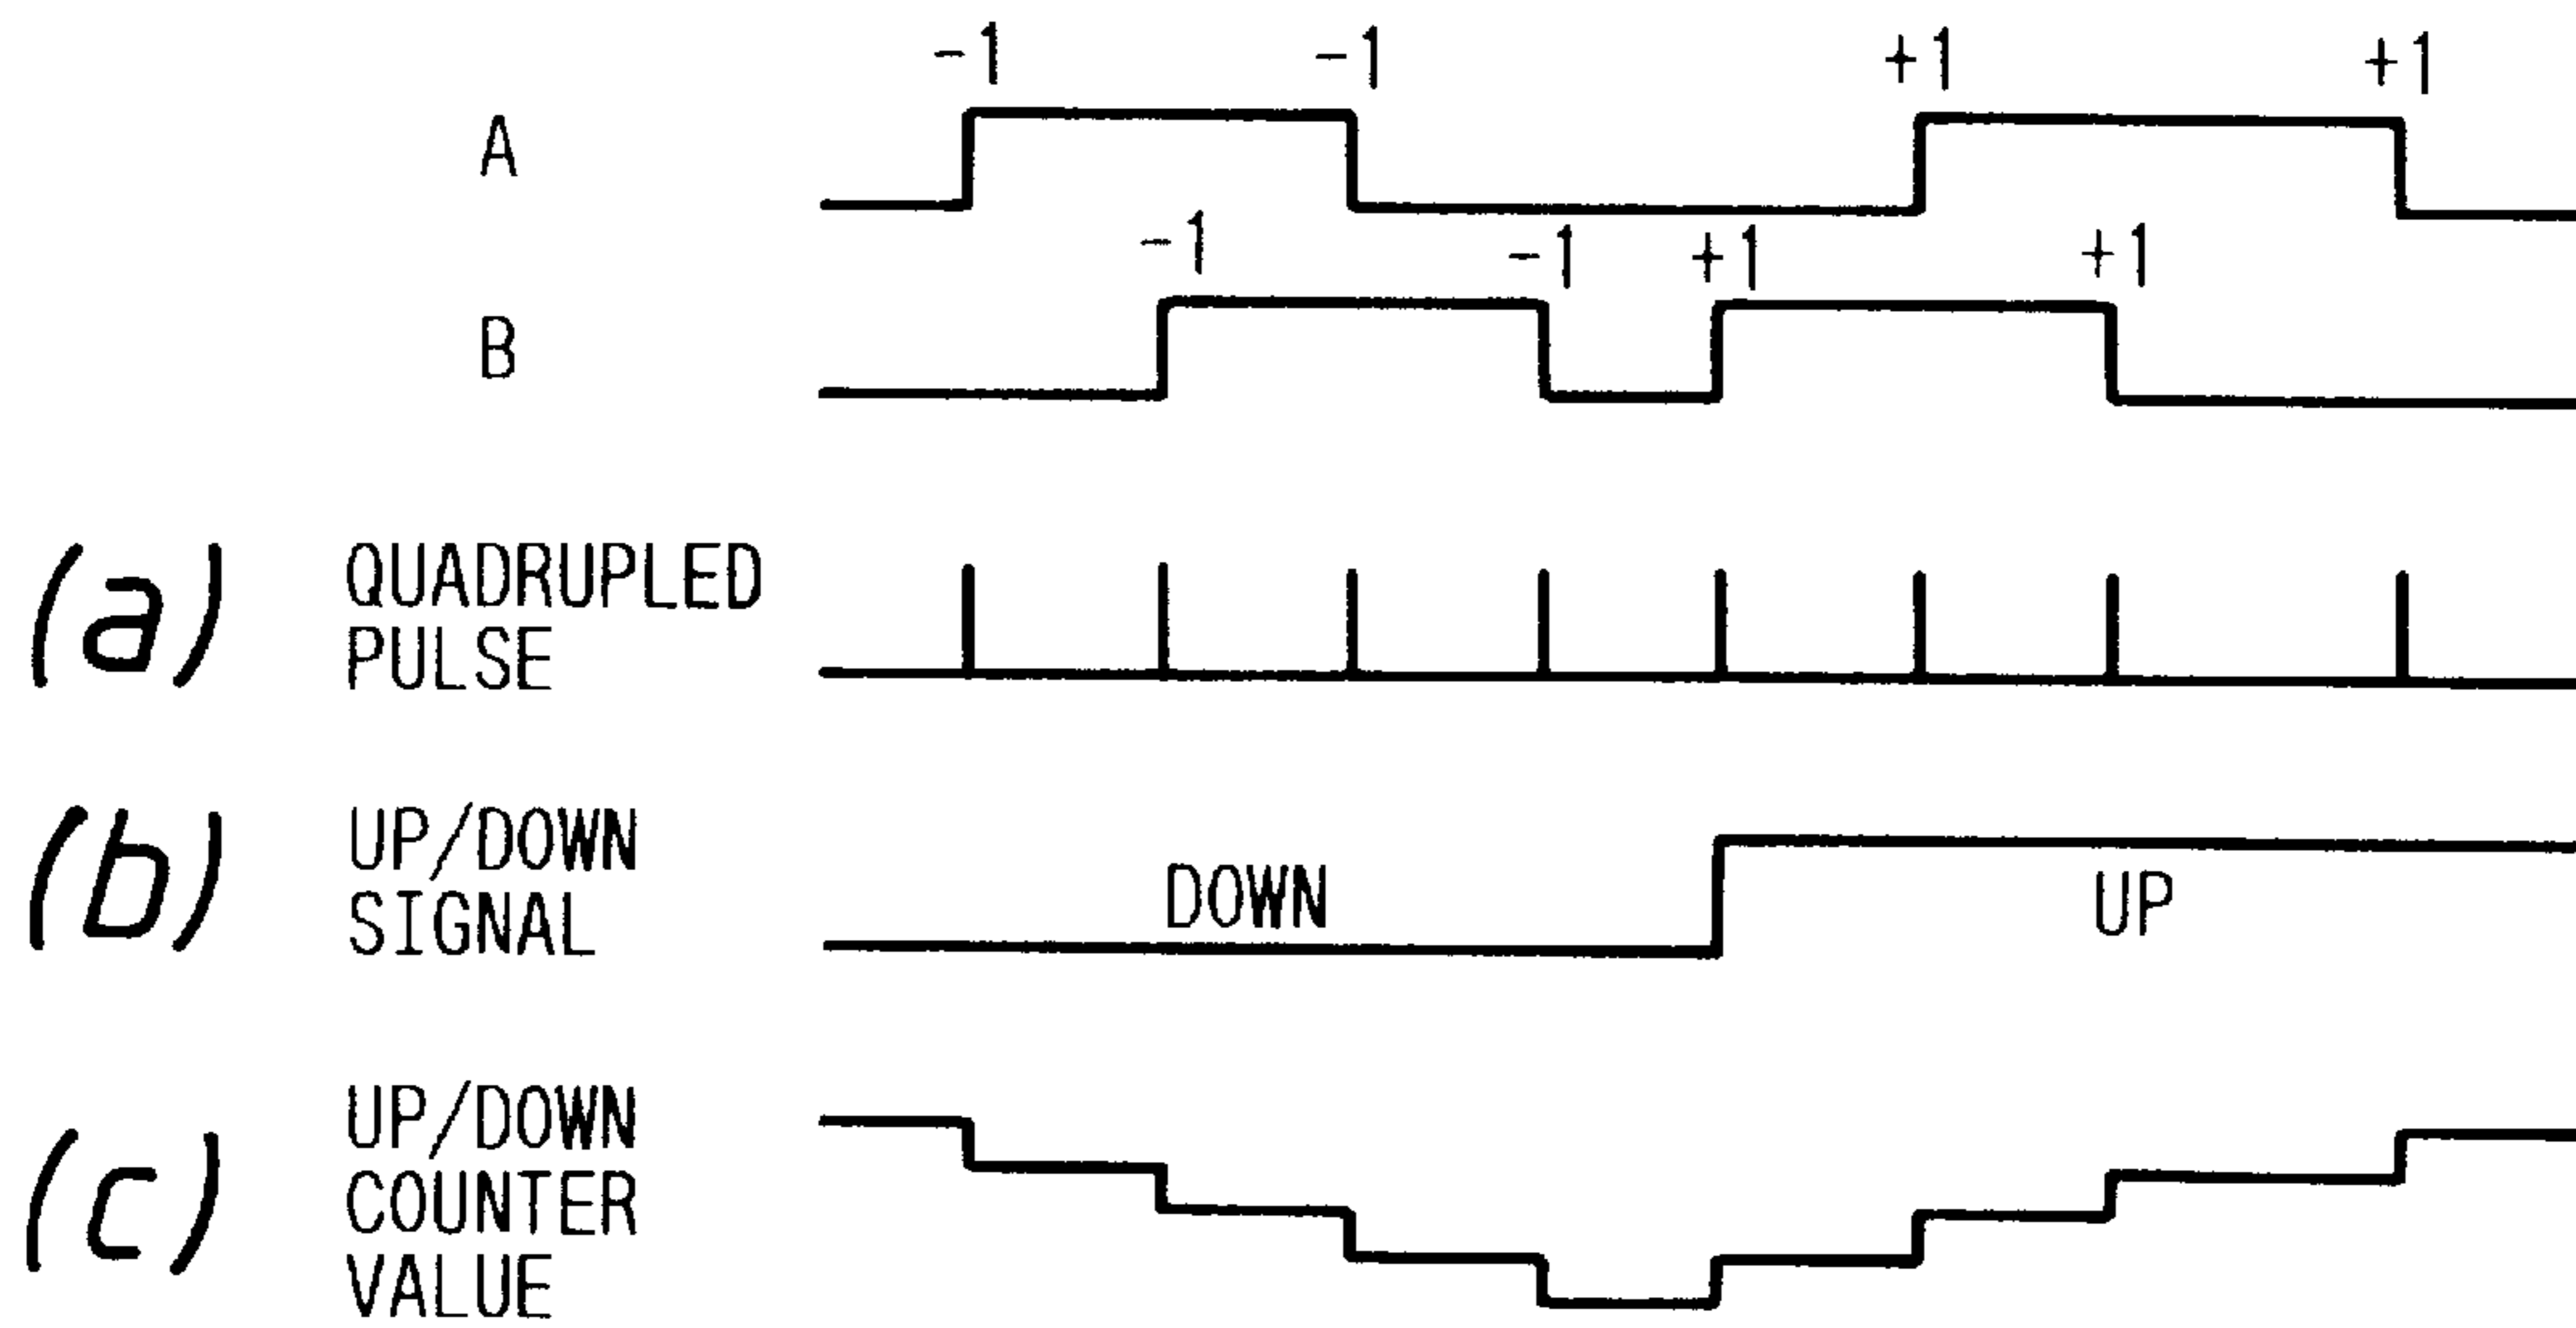 -1 -1 +1 +1
A
-1 -1 +1 +1
B
(a) QUADRUPLED
PULSE
(b) UP/DOWN
SIGNAL
DOWN UP
(c) UP/DOWN
COUNTER
VALUE